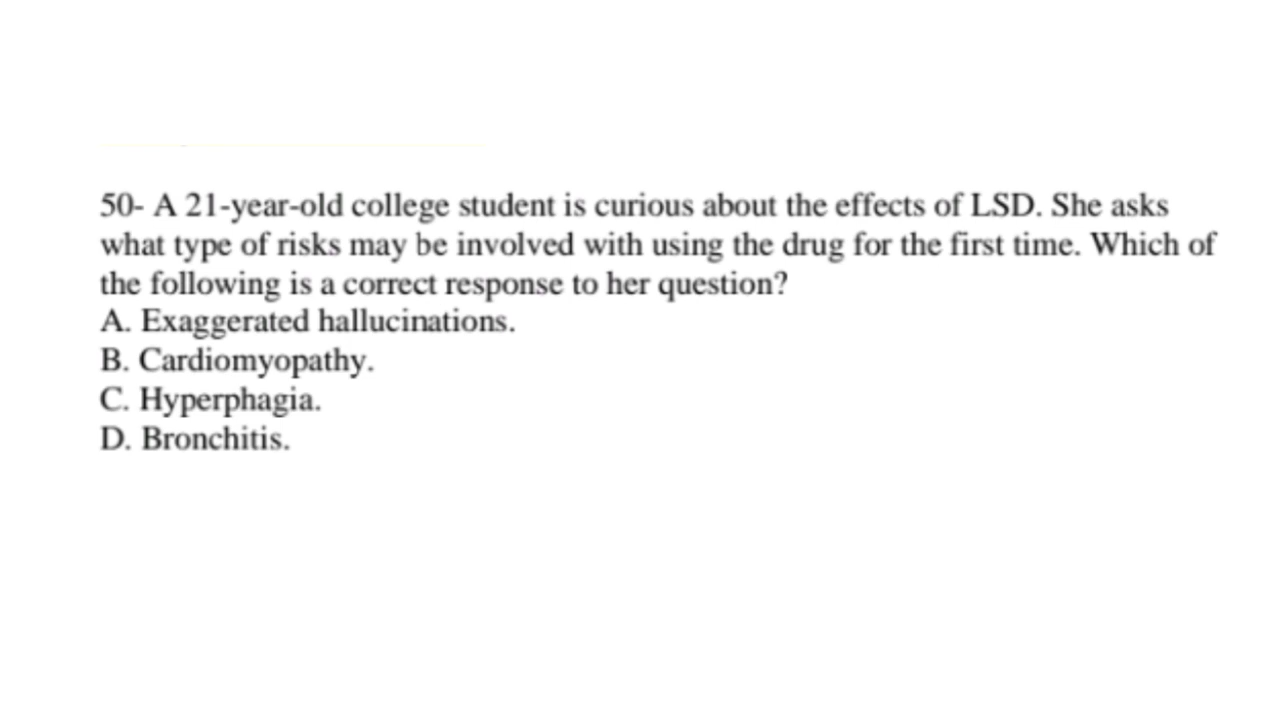 50- A 21-year-old college student is curious about the effects of LSD. She asks
what type of risks may be involved with using the drug for the first time. Which of
the following is a correct response to her question?
A. Exaggerated hallucinations.
B. Cardiomyopathy.
C. Hyperphagia.
D. Bronchitis.